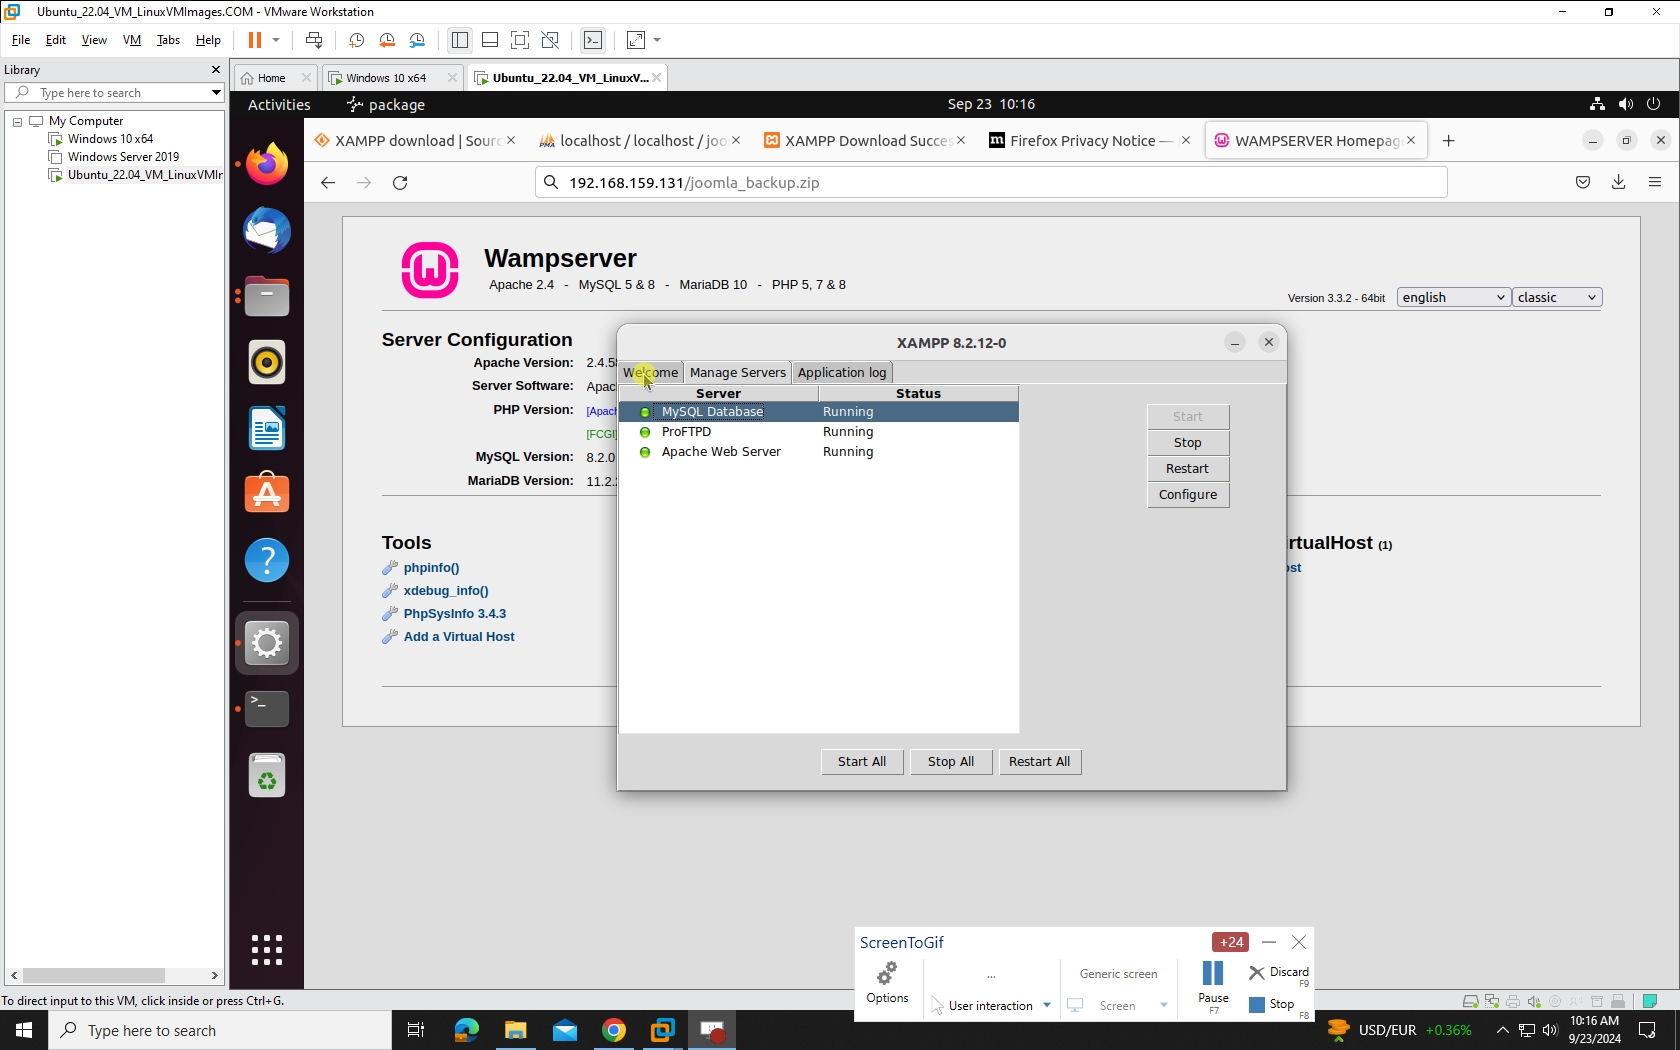 Ubuntu_22.04_VM_LinuxVMImages.COM - VMware Workstation
File Edit View VM Tabs Help
Library
Type here to search
My Computer
Windows 10 x64
Windows Server 2019
Ubuntu_22.04_VM_LinuxVMIr
Home
Windows 10 x64
Ubuntu_22.04_VM_LinuxV...
Activities
package
Sep 23 10:16
XAMPP download | Sourc
localhost / localhost / joo
XAMPP Download Succes
Firefox Privacy Notice —
WAMPSERVER Homepag
192.168.159.131/joomla_backup.zip
Wampserver
Apache 2.4 - MySQL 5 & 8 - MariaDB 10 - PHP 5, 7 & 8
Version 3.3.2 - 64bit
english
classic
Server Configuration
Apache Version: 2.4.5
Server Software: Apac
PHP Version: [Apac
[FCGI]
MySQL Version: 8.2.0
MariaDB Version: 11.2.
Tools
phpinfo()
xdebug_info()
PhpSysInfo 3.4.3
Add a Virtual Host
irtualHost (1)
ost
XAMPP 8.2.12-0
Welcome
Manage Servers
Application log
Server Status
MySQL Database Running
ProFTPD Running
Apache Web Server Running
Start
Stop
Restart
Configure
Start All
Stop All
Restart All
ScreenToGif
+24
Options
...
User interaction
Generic screen
Screen
Pause
F7
Discard
F9
Stop
F8
To direct input to this VM, click inside or press Ctrl+G.
Type here to search
USD/EUR +0.36%
10:16 AM
9/23/2024